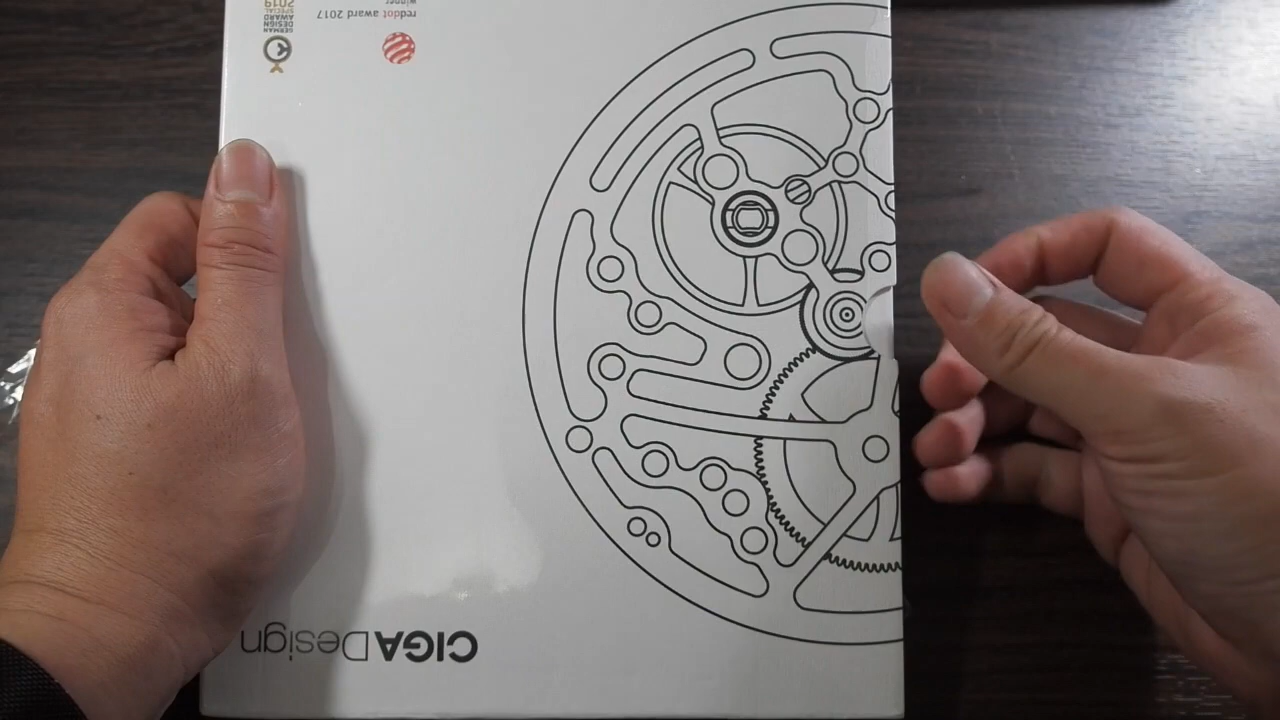 CIGA Design
reddot award 2017
winner
GERMAN
DESIGN
AWARD
SPECIAL
2019